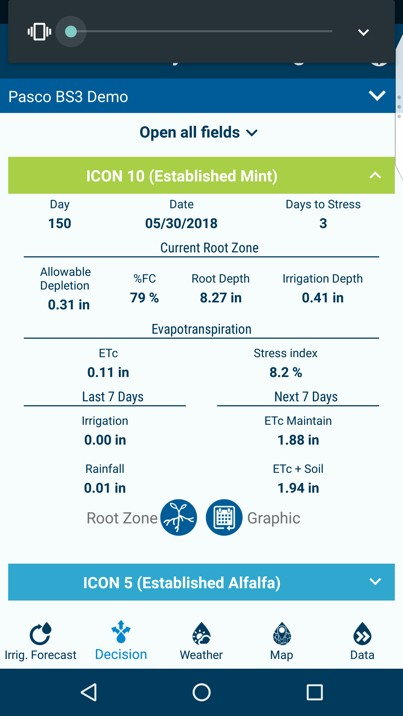 Pasco BS3 Demo
Open all fields
ICON 10 (Established Mint)
Day Date Days to Stress
150 05/30/2018 3
Current Root Zone
Allowable Depletion %FC Root Depth Irrigation Depth
0.31 in 79 % 8.27 in 0.41 in
Evapotranspiration
ETc Stress index
0.11 in 8.2 %
Last 7 Days Next 7 Days
Irrigation ETc Maintain
0.00 in 1.88 in
Rainfall ETc + Soil
0.01 in 1.94 in
Root Zone Graphic
ICON 5 (Established Alfalfa)
Irrig. Forecast Decision Weather Map Data